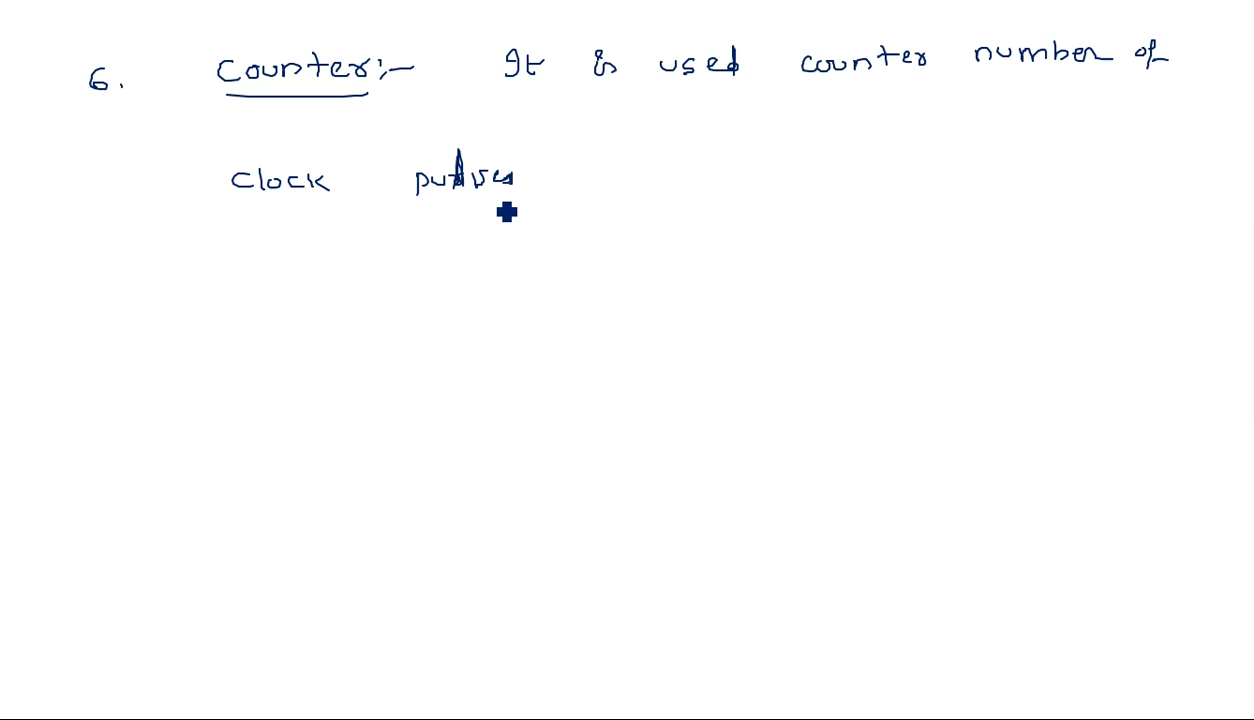 6. Counter:- It is used counter number of
clock pulses